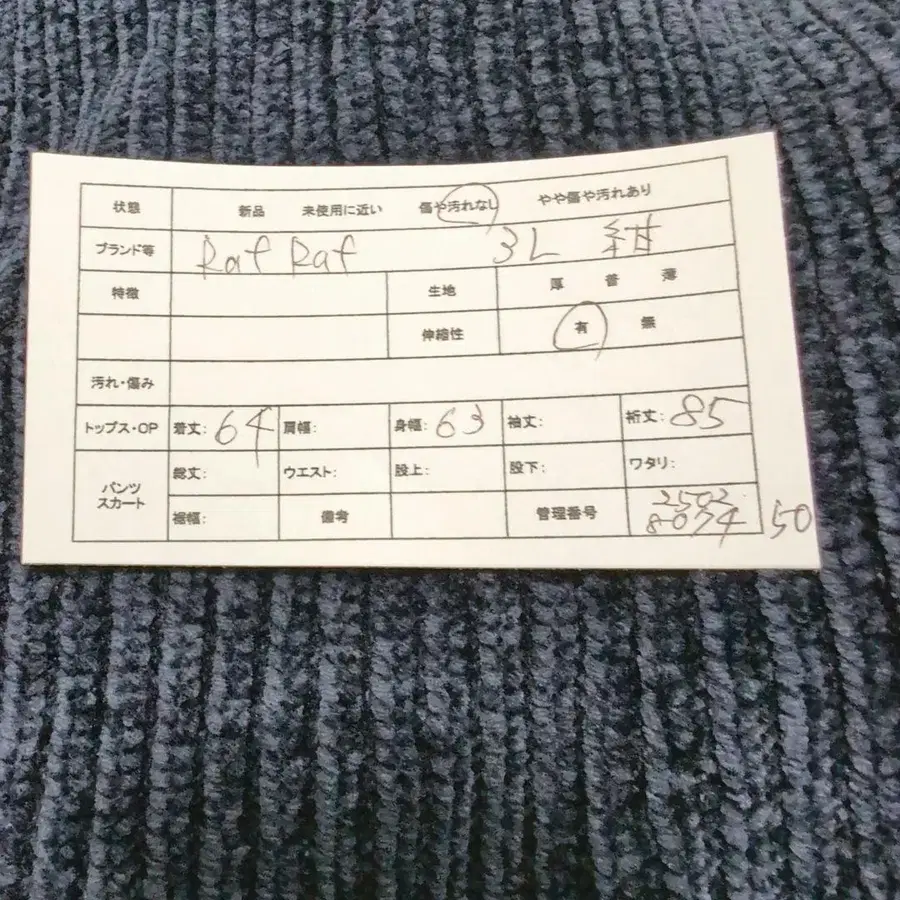 状態 新品 未使用に近い 傷や汚れなし やや傷や汚れあり
ブランド等 Raf Raf 3L 紺
特徴 生地 厚 普 薄
伸縮性 有 無
汚れ・傷み
トップス・OP 着丈: 64 肩幅: 身幅: 63 袖丈: 裄丈: 85
パンツ スカート 総丈: ウエスト: 股上: 股下: ワタリ:
裾幅: 備考 管理番号 2502
8-0774 50